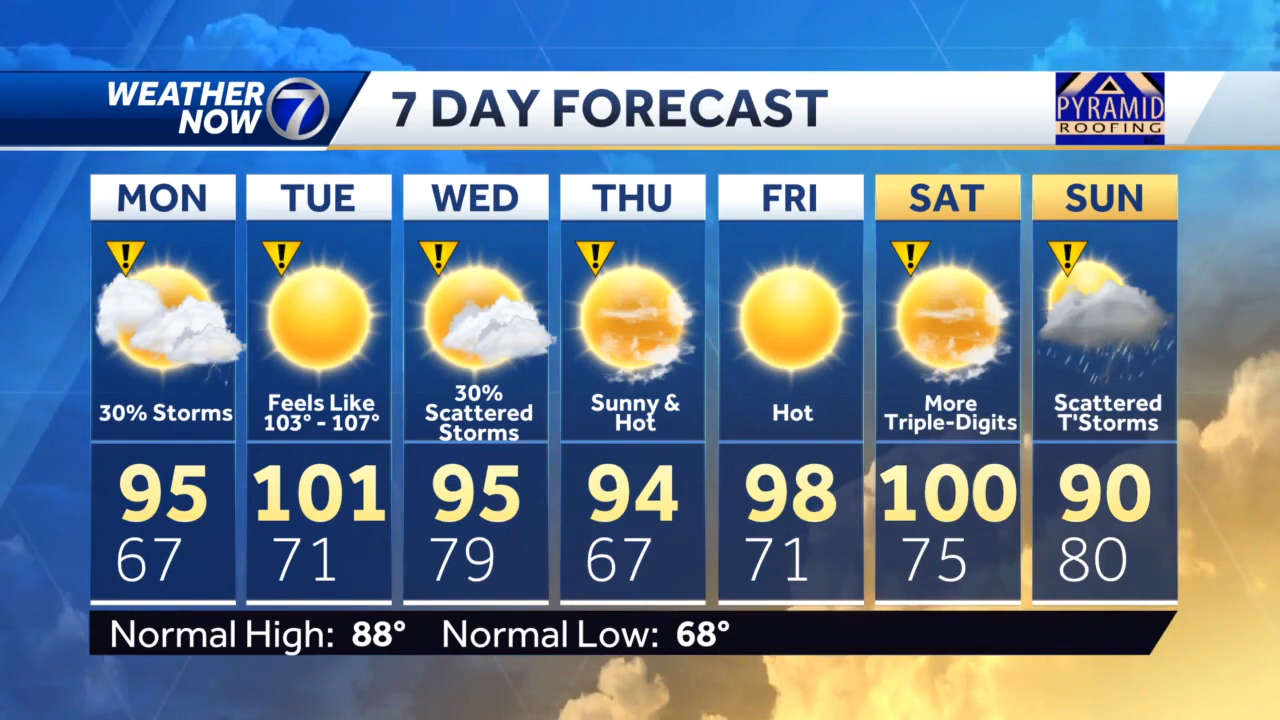 WEATHER
NOW 7
7 DAY FORECAST
PYRAMID
ROOFING
MON
TUE
WED
THU
FRI
SAT
SUN
!
!
!
!
!
!
30% Storms
Feels Like
103° - 107°
30%
Scattered
Storms
Sunny &
Hot
Hot
More
Triple-Digits
Scattered
T'Storms
95
101
95
94
98
100
90
67
71
79
67
71
75
80
Normal High: 88° Normal Low: 68°